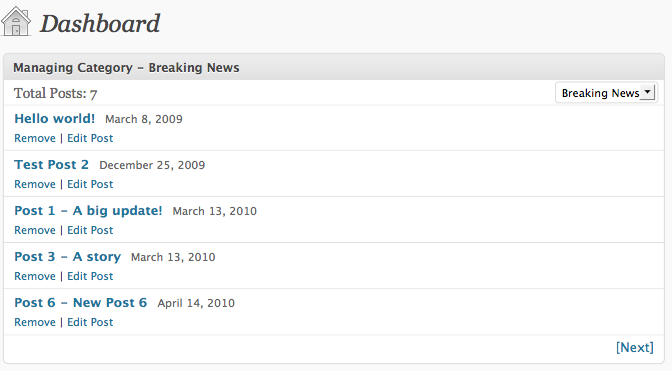 Dashboard
Managing Category – Breaking News
Total Posts: 7
Breaking News
Hello world! March 8, 2009
Remove | Edit Post
Test Post 2 December 25, 2009
Remove | Edit Post
Post 1 – A big update! March 13, 2010
Remove | Edit Post
Post 3 – A story March 13, 2010
Remove | Edit Post
Post 6 – New Post 6 April 14, 2010
Remove | Edit Post
[Next]